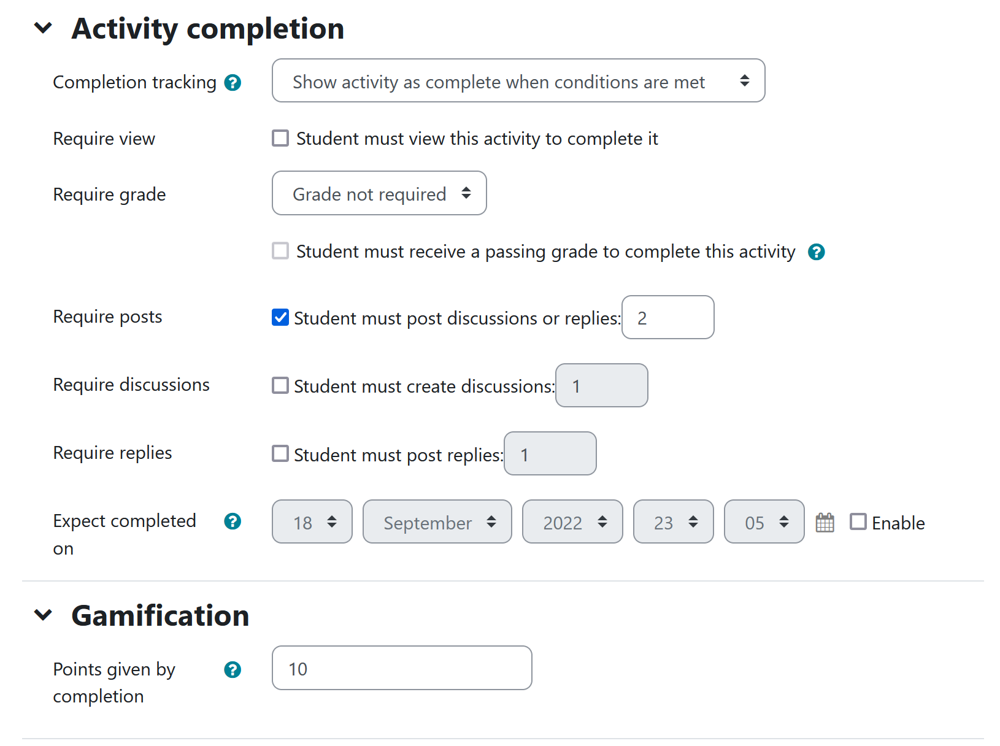 Activity completion
Completion tracking ? Show activity as complete when conditions are met
Require view Student must view this activity to complete it
Require grade Grade not required
Student must receive a passing grade to complete this activity ?
Require posts Student must post discussions or replies: 2
Require discussions Student must create discussions: 1
Require replies Student must post replies: 1
Expect completed on ? 18 September 2022 23 05 Enable
Gamification
Points given by completion ? 10